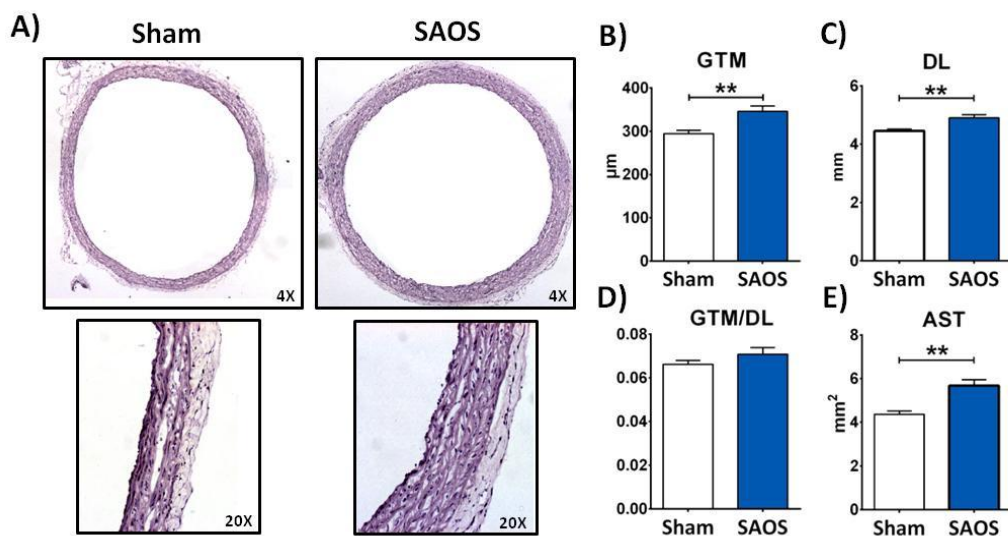 A)
Sham
SAOS
4X
4X
20X
20X
B)
GTM
**
400
300
200
100
0
µm
Sham
SAOS
C)
DL
**
6
4
2
0
mm
Sham
SAOS
D)
GTM/DL
0.08
0.06
0.04
0.02
0.00
Sham
SAOS
E)
AST
**
8
6
4
2
0
mm²
Sham
SAOS